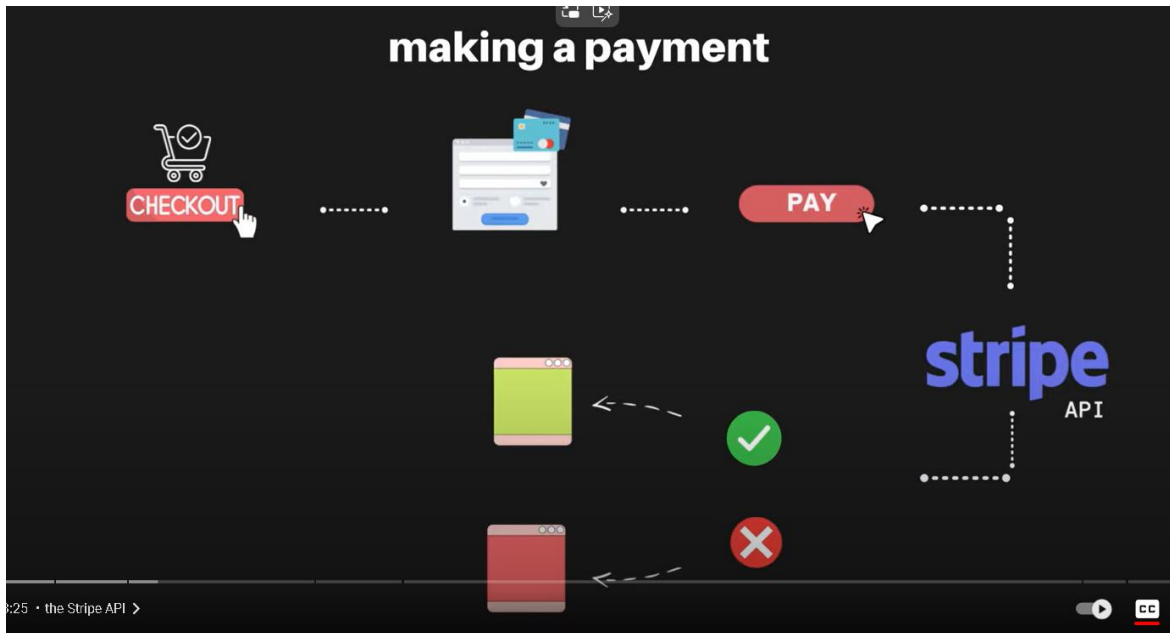 making a payment
CHECKOUT
PAY
stripe
API
:25 • the Stripe API >
CC